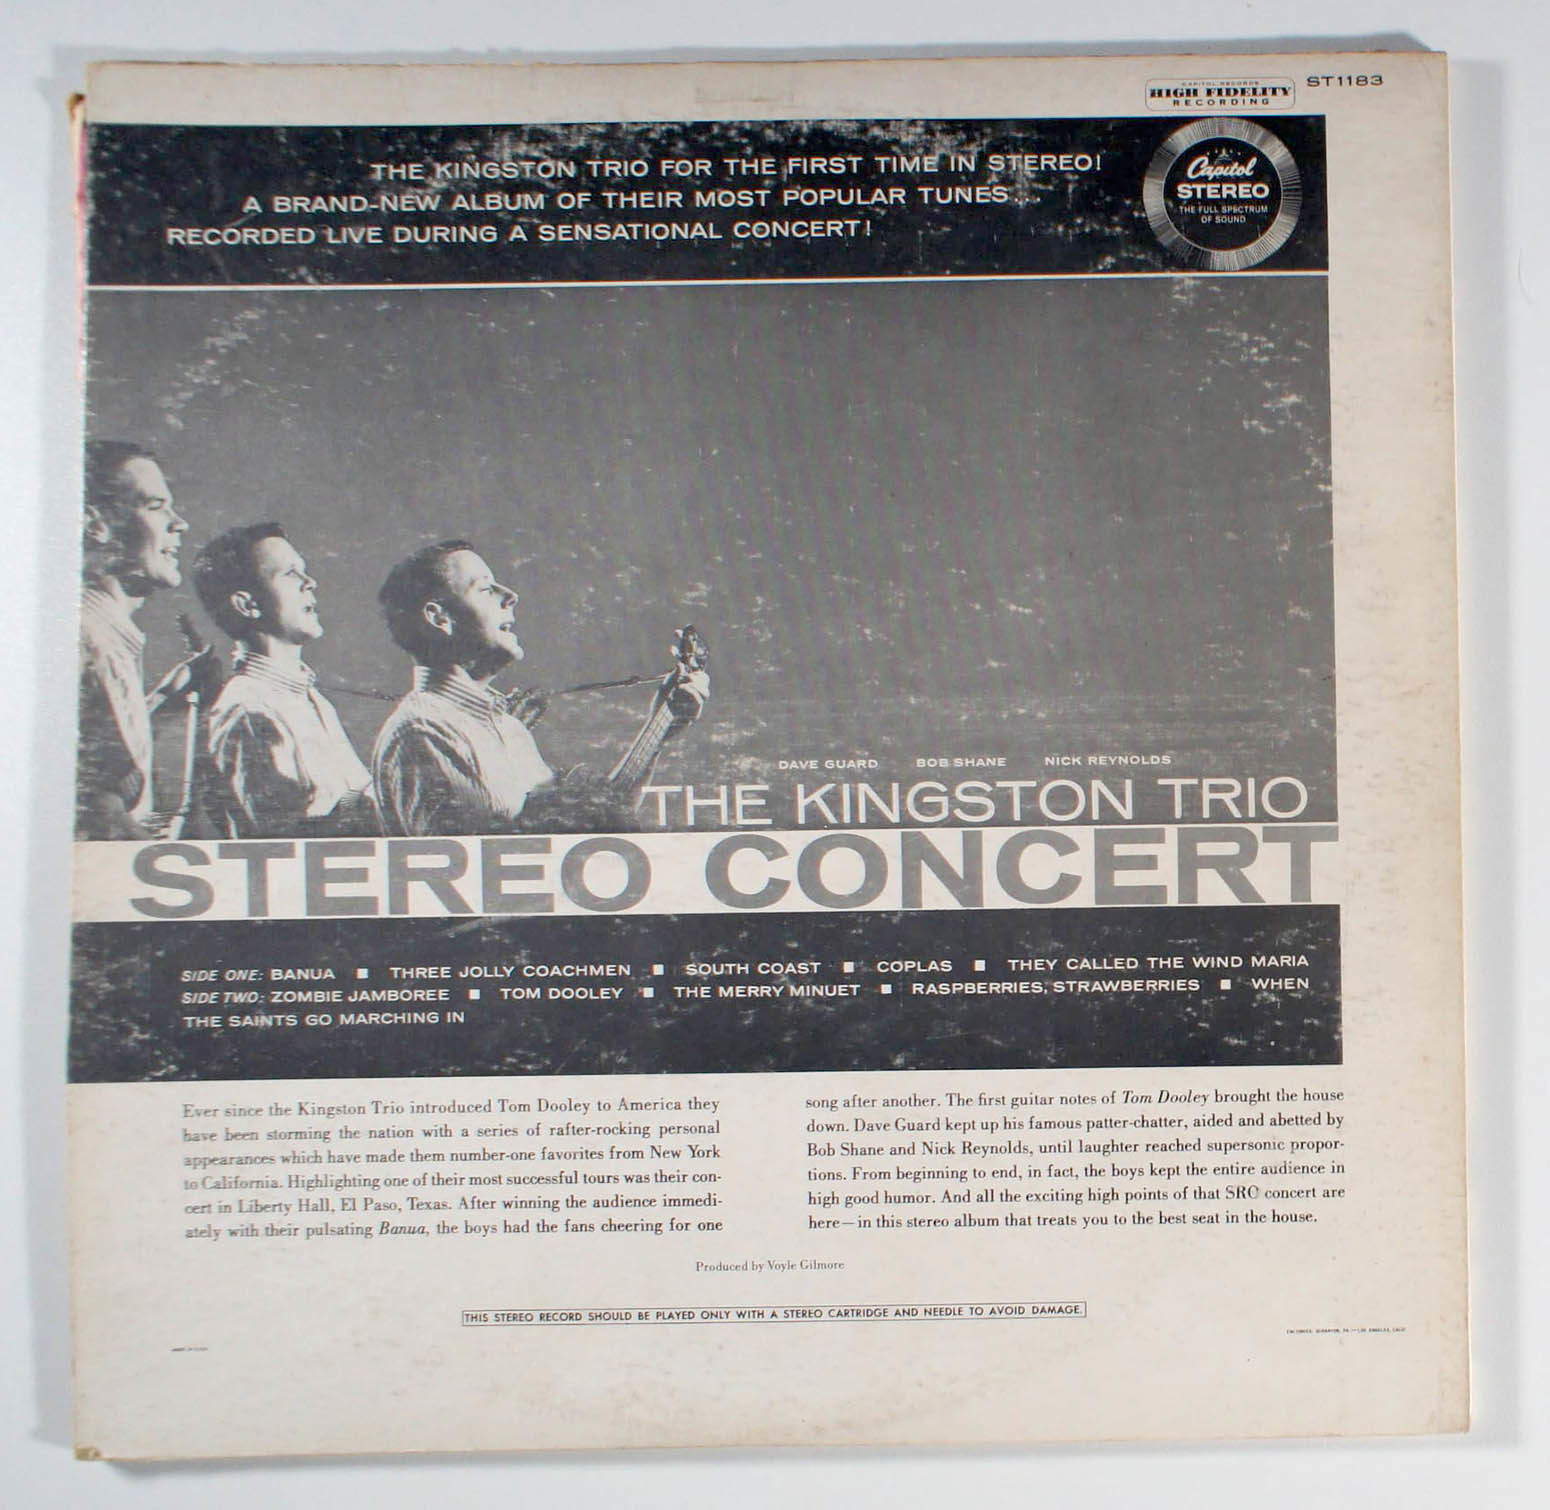 CAPITOL RECORDS
HIGH FIDELITY
RECORDING
ST1183
THE KINGSTON TRIO FOR THE FIRST TIME IN STEREO!
A BRAND-NEW ALBUM OF THEIR MOST POPULAR TUNES...
RECORDED LIVE DURING A SENSATIONAL CONCERT!
Capitol
STEREO
THE FULL SPECTRUM
OF SOUND
DAVE GUARD BOB SHANE NICK REYNOLDS
THE KINGSTON TRIO
STEREO CONCERT
SIDE ONE: BANUA ■ THREE JOLLY COACHMEN ■ SOUTH COAST ■ COPLAS ■ THEY CALLED THE WIND MARIA
SIDE TWO: ZOMBIE JAMBOREE ■ TOM DOOLEY ■ THE MERRY MINUET ■ RASPBERRIES, STRAWBERRIES ■ WHEN
THE SAINTS GO MARCHING IN
Ever since the Kingston Trio introduced Tom Dooley to America they
have been storming the nation with a series of rafter-rocking personal
appearances which have made them number-one favorites from New York
to California. Highlighting one of their most successful tours was their con-
cert in Liberty Hall, El Paso, Texas. After winning the audience immedi-
ately with their pulsating Banua, the boys had the fans cheering for one
song after another. The first guitar notes of Tom Dooley brought the house
down. Dave Guard kept up his famous patter-chatter, aided and abetted by
Bob Shane and Nick Reynolds, until laughter reached supersonic propor-
tions. From beginning to end, in fact, the boys kept the entire audience in
high good humor. And all the exciting high points of that SRO concert are
here—in this stereo album that treats you to the best seat in the house.
Produced by Voyle Gilmore
THIS STEREO RECORD SHOULD BE PLAYED ONLY WITH A STEREO CARTRIDGE AND NEEDLE TO AVOID DAMAGE.
FACTORIES: SCRANTON, PA.—LOS ANGELES, CALIF.